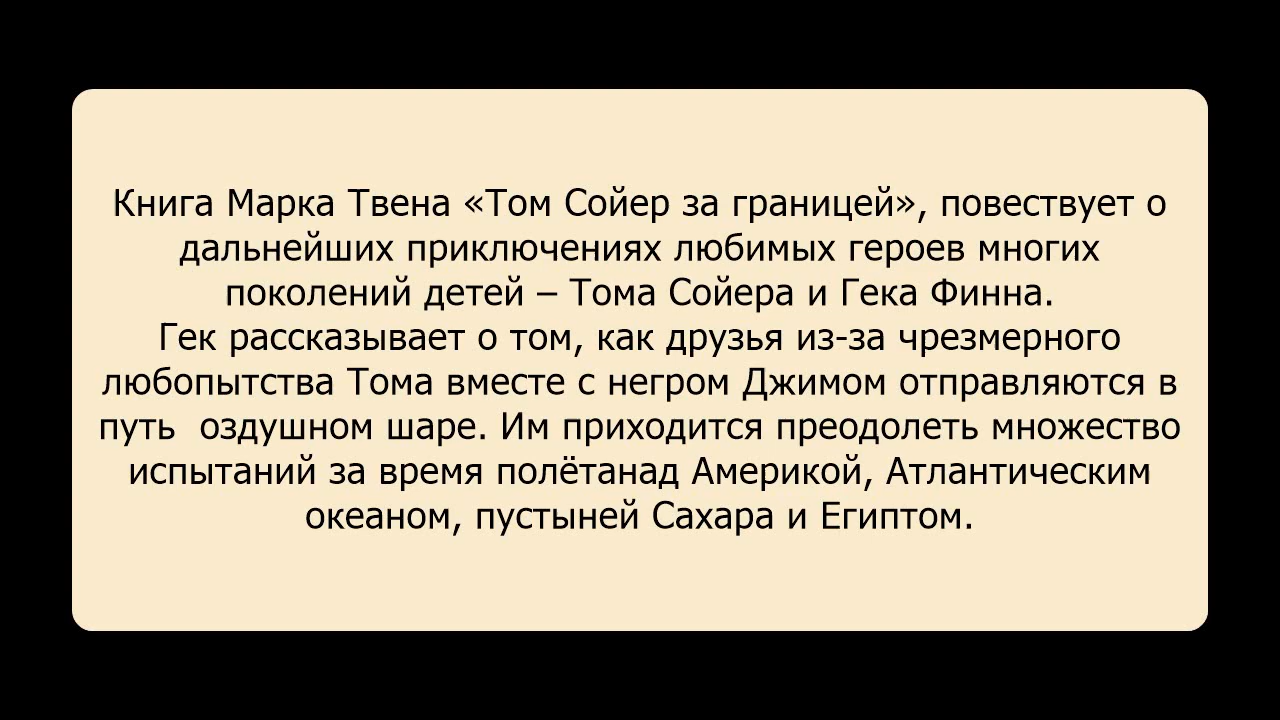 Книга Марка Твена «Том Сойер за границей», повествует о
дальнейших приключениях любимых героев многих
поколений детей – Тома Сойера и Гека Финна.
Гек рассказывает о том, как друзья из-за чрезмерного
любопытства Тома вместе с негром Джимом отправляются в
путь  оздушном шаре. Им приходится преодолеть множество
испытаний за время полётанад Америкой, Атлантическим
океаном, пустыней Сахара и Египтом.